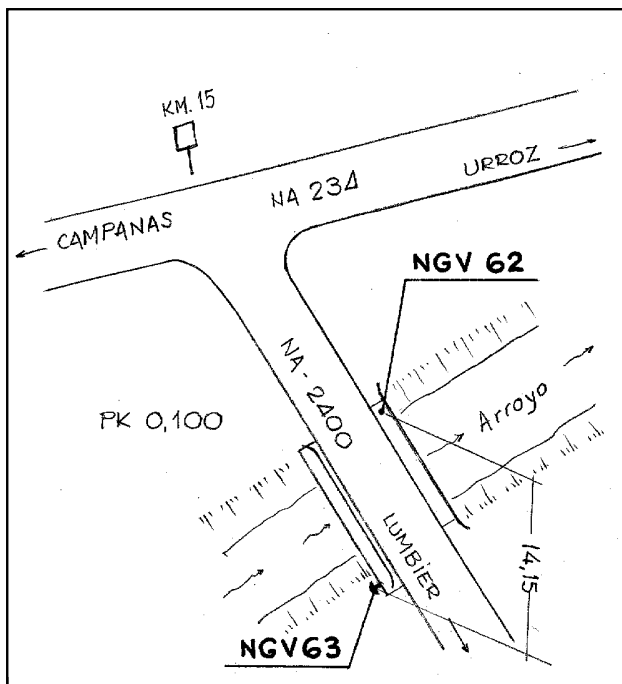 KM. 15
URROZ
NA 234
CAMPANAS
NGV 62
NA - 2400
Arroyo
PK 0,100
LUMBIER
14,15
NGV63